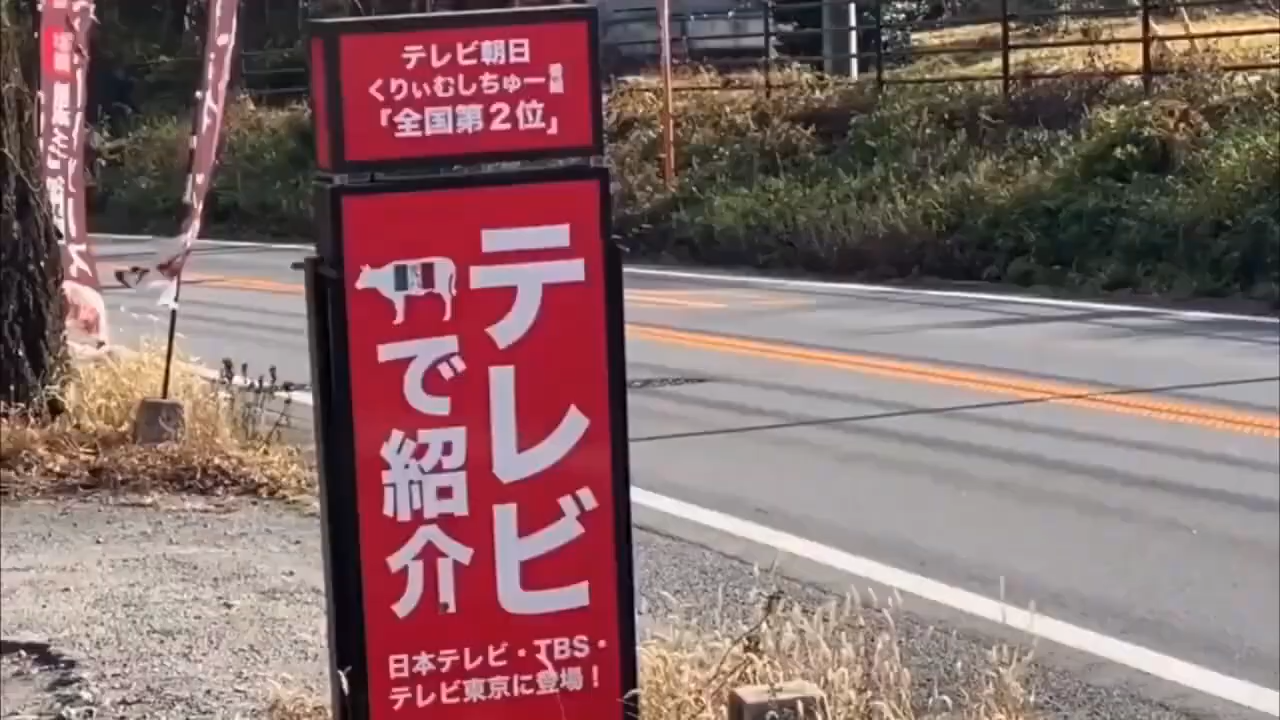 テレビ朝日
くりぃむしちゅー番組
「全国第2位」
テレビ
で紹介
日本テレビ・TBS・
テレビ東京に登場!